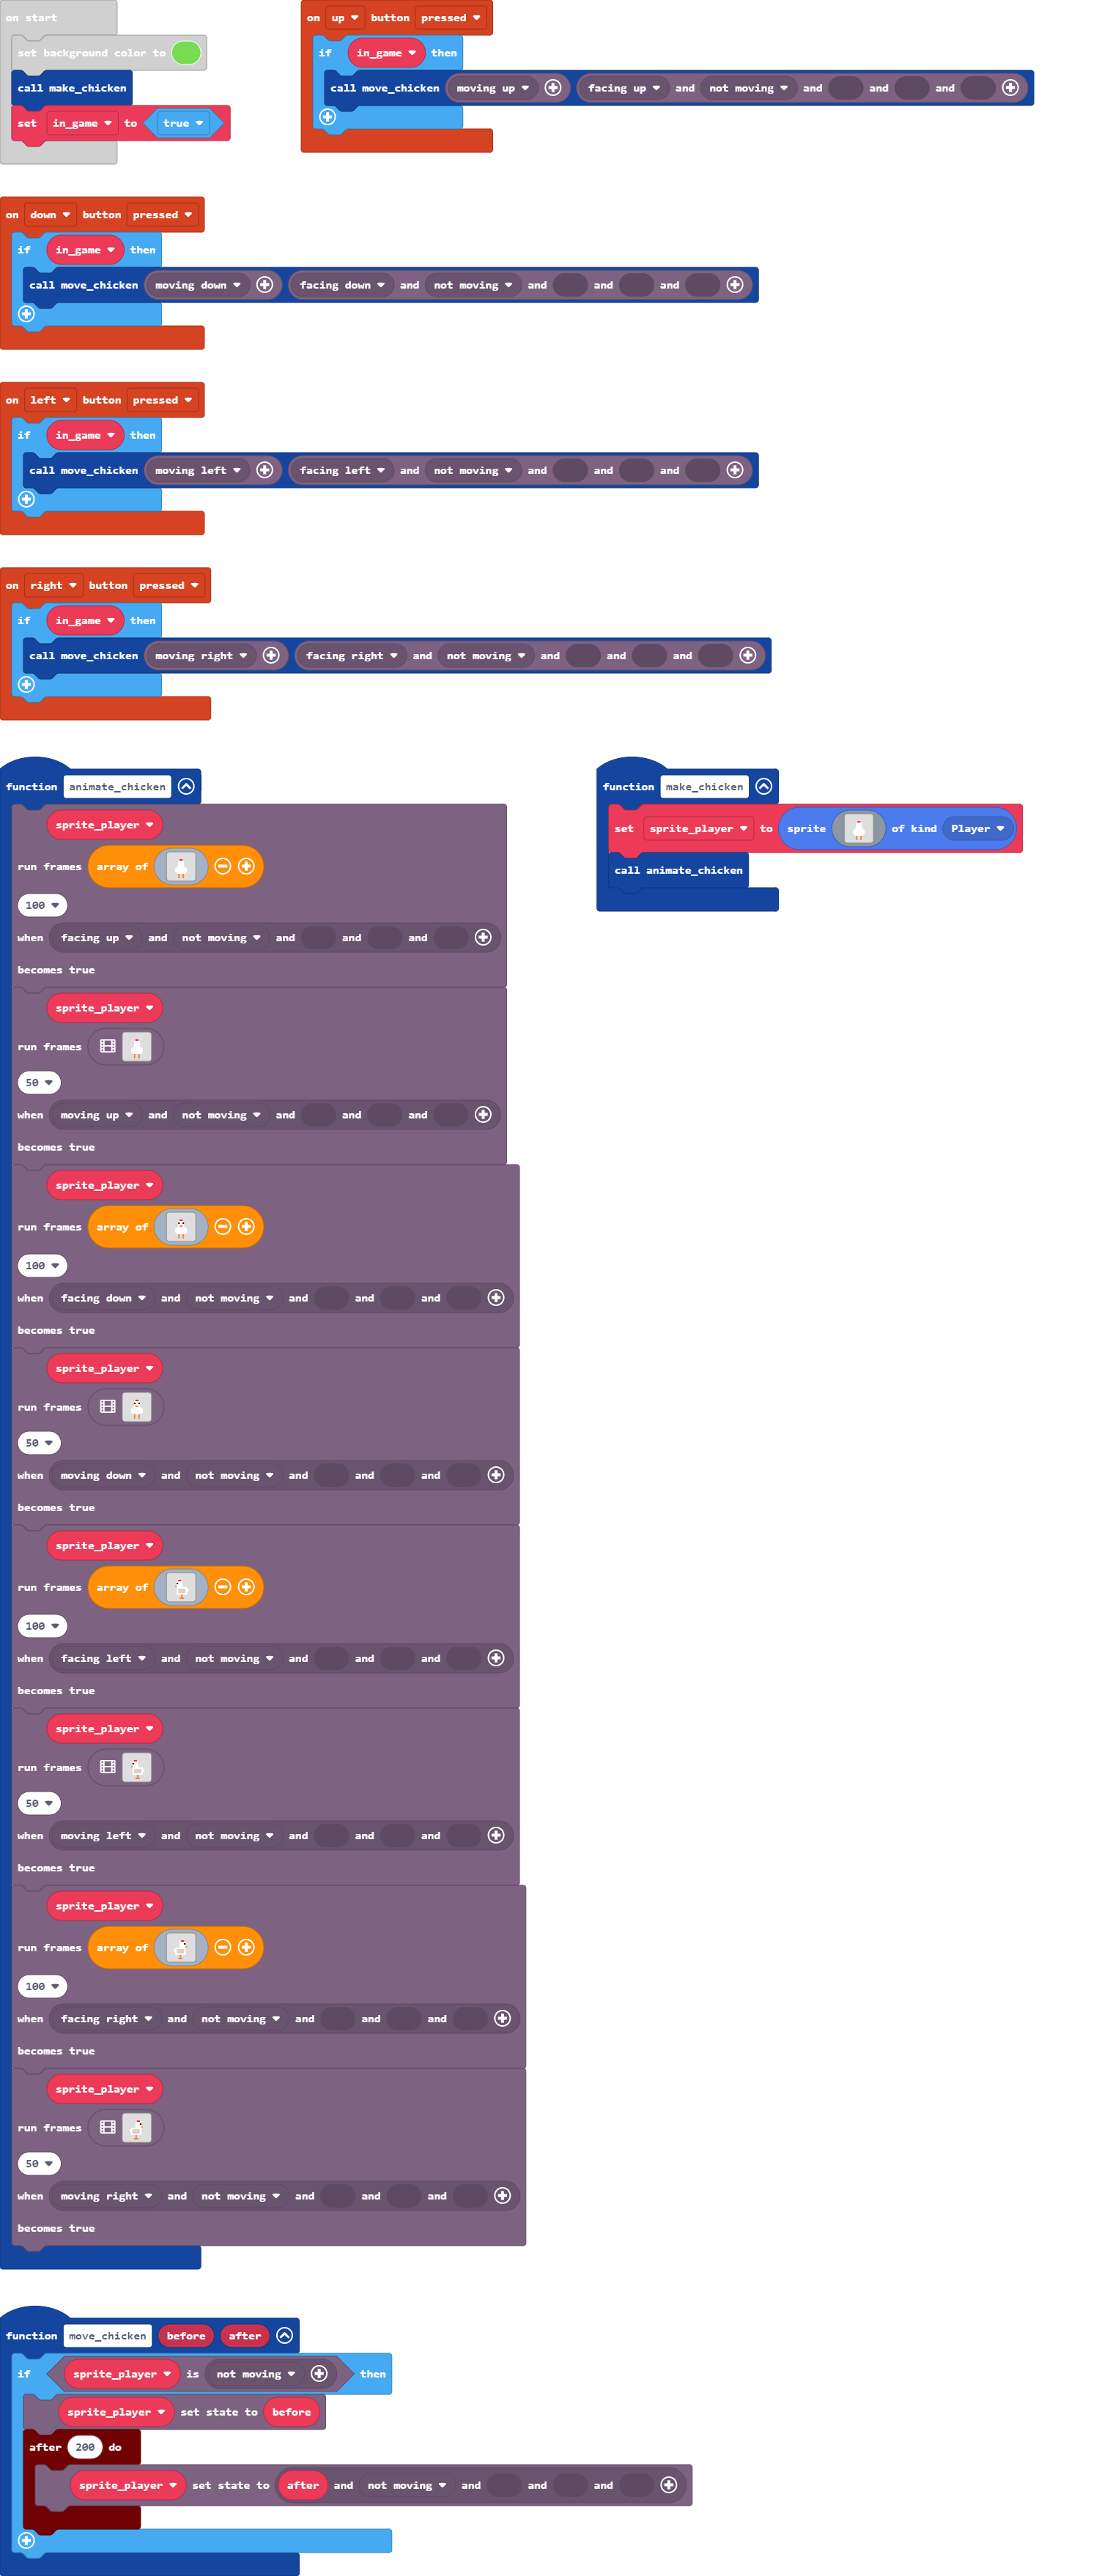 on start
set background color to
call make_chicken
set in_game to true
on up button pressed
if in_game then
call move_chicken moving up facing up and not moving and and and
on down button pressed
if in_game then
call move_chicken moving down facing down and not moving and and and
on left button pressed
if in_game then
call move_chicken moving left facing left and not moving and and and
on right button pressed
if in_game then
call move_chicken moving right facing right and not moving and and and
function animate_chicken
sprite_player
run frames array of
100
when facing up and not moving and and and
becomes true
sprite_player
run frames
50
when moving up and not moving and and and
becomes true
sprite_player
run frames array of
100
when facing down and not moving and and and
becomes true
sprite_player
run frames
50
when moving down and not moving and and and
becomes true
sprite_player
run frames array of
100
when facing left and not moving and and and
becomes true
sprite_player
run frames
50
when moving left and not moving and and and
becomes true
sprite_player
run frames array of
100
when facing right and not moving and and and
becomes true
sprite_player
run frames
50
when moving right and not moving and and and
becomes true
function make_chicken
set sprite_player to sprite of kind Player
call animate_chicken
function move_chicken before after
if sprite_player is not moving then
sprite_player set state to before
after 200 do
sprite_player set state to after and not moving and and and